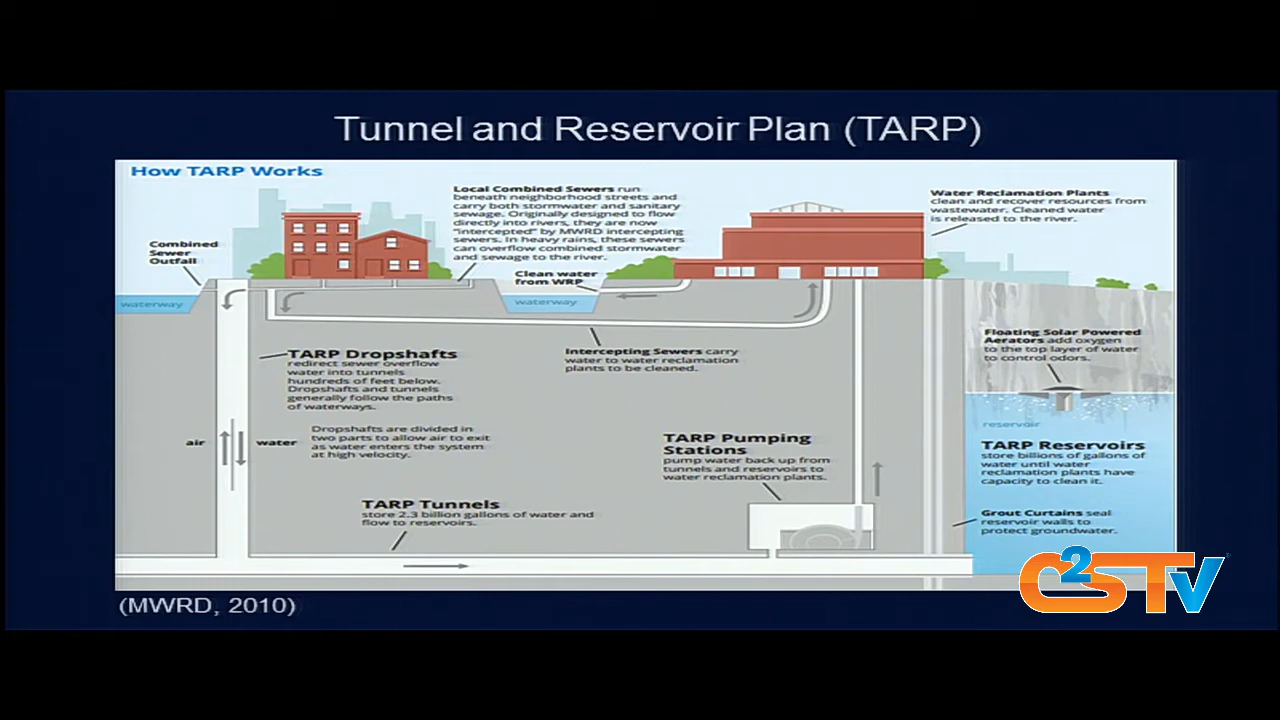 Tunnel and Reservoir Plan (TARP)
How TARP Works
Combined
Sewer
Outfall
waterway
Local Combined Sewers run
beneath neighborhood streets and
carry both stormwater and sanitary
sewage. Originally designed to flow
directly into rivers, they are now
"intercepted" by MWRD intercepting
sewers. In heavy rains, these sewers
can overflow combined stormwater
and sewage to the river.
Clean water
from WRP
waterway
Water Reclamation Plants
clean and recover resources from
wastewater. Cleaned water
is released to the river.
Intercepting Sewers carry
water to water reclamation
plants to be cleaned.
Floating Solar Powered
Aerators add oxygen
to the top layer of water
to control odors.
TARP Dropshafts
redirect sewer overflow
water into tunnels
hundreds of feet below.
Dropshafts and tunnels
generally follow the paths
of waterways.
air
water
Dropshafts are divided in
two parts to allow air to exit
as water enters the system
at high velocity.
TARP Pumping
Stations
pump water back up from
tunnels and reservoirs to
water reclamation plants.
reservoir
TARP Reservoirs
store billions of gallons of
water until water
reclamation plants have
capacity to clean it.
TARP Tunnels
store 2.3 billion gallons of water and
flow to reservoirs.
Grout Curtains seal
reservoir walls to
protect groundwater.
(MWRD, 2010)
C2STV